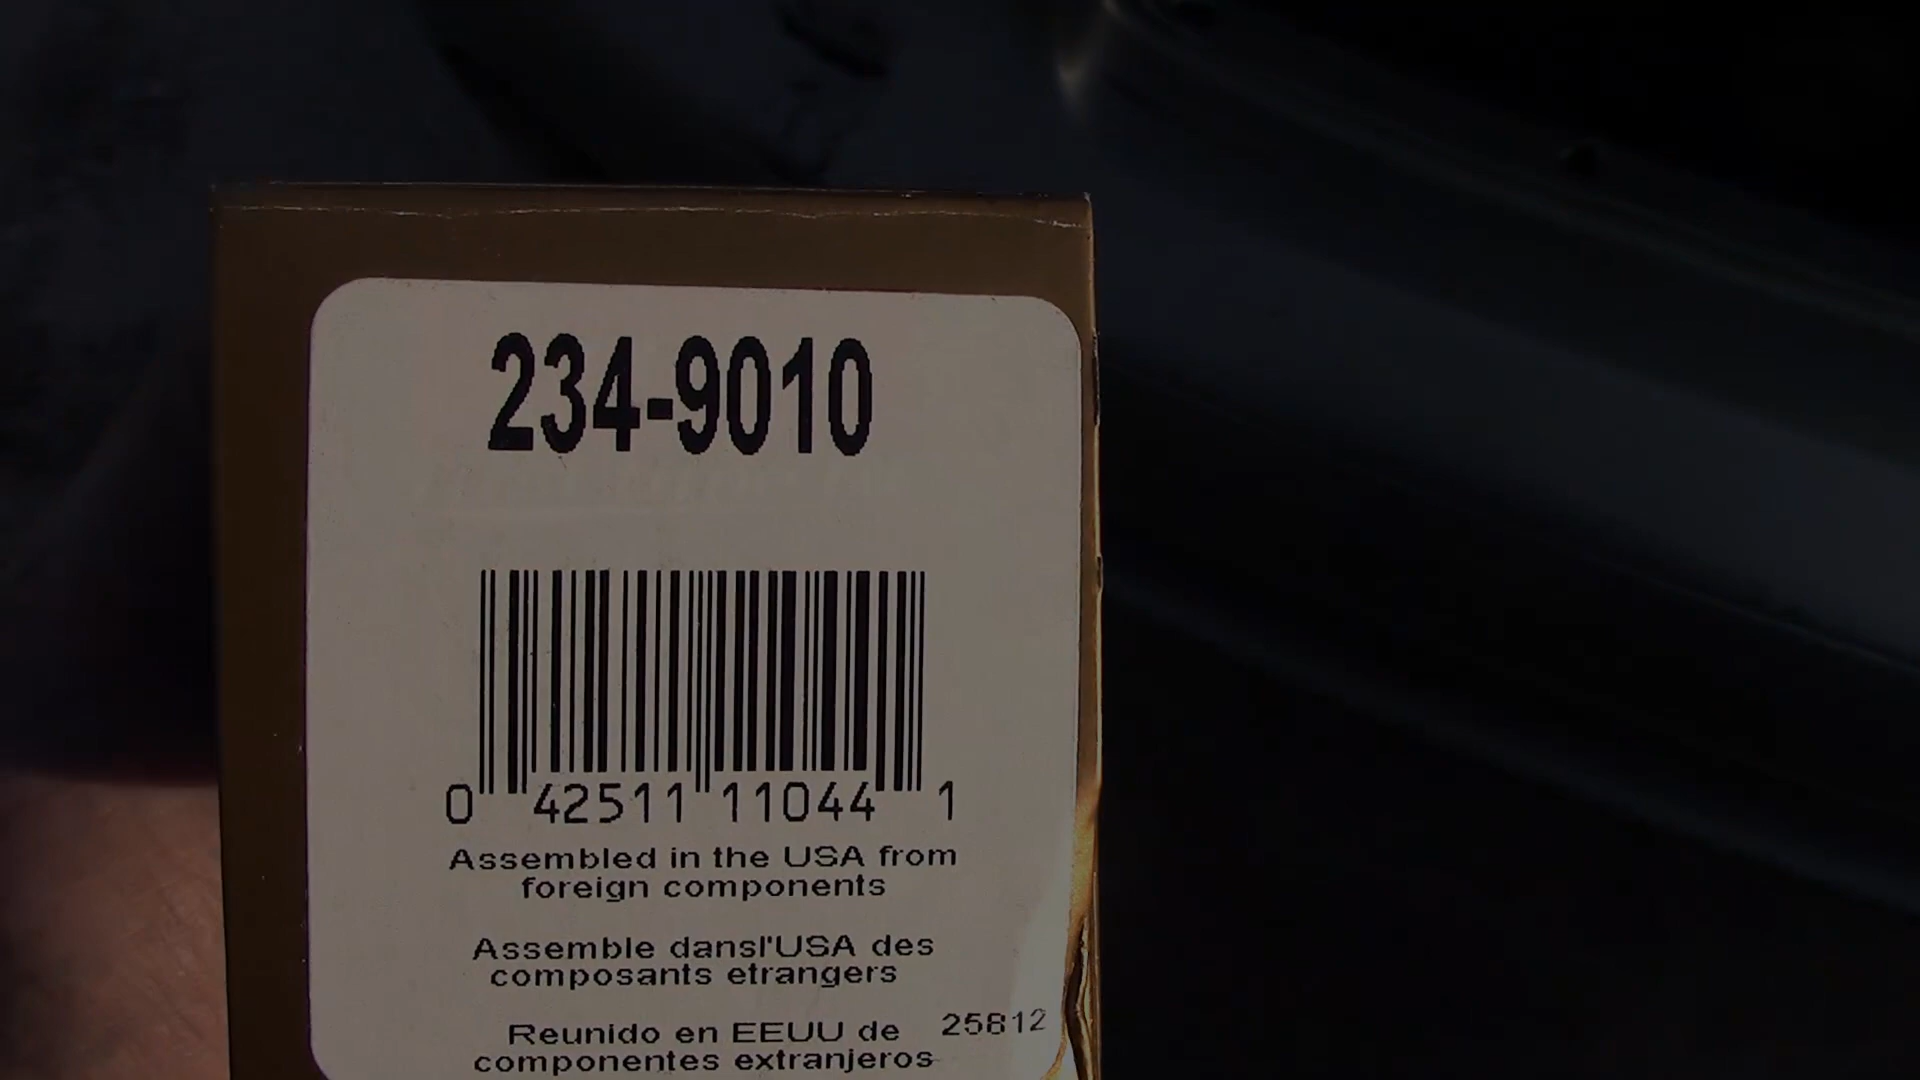 234-9010
0 42511 11044 1
Assembled in the USA from
foreign components
Assemble dansl'USA des
composants etrangers
Reunido en EEUU de 25812
componentes extranjeros